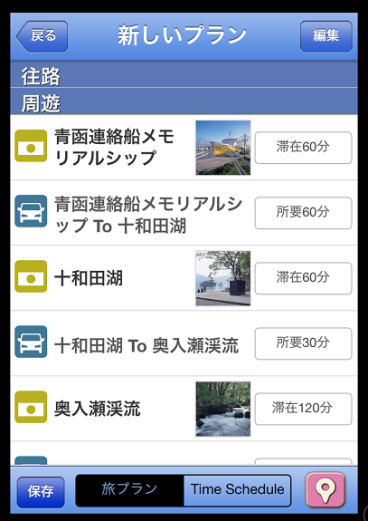 戻る
新しいプラン
編集
往路
周遊
青函連絡船メモ
リアルシップ
滞在60分
青函連絡船メモリアルシ
ップ To 十和田湖
所要60分
十和田湖
滞在60分
十和田湖 To 奥入瀬渓流
所要30分
奥入瀬渓流
滞在120分
保存
旅プラン
Time Schedule